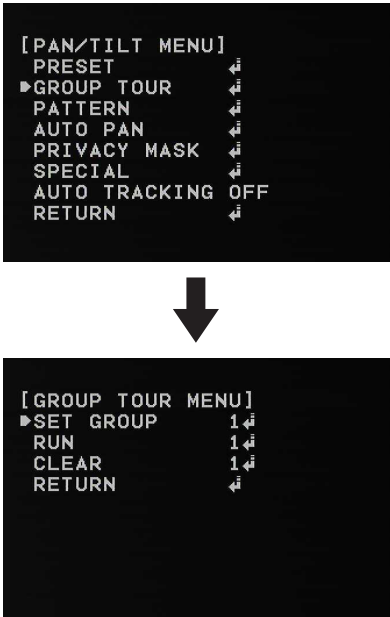 [PAN/TILT MENU]
PRESET ↲
GROUP TOUR ↲
PATTERN ↲
AUTO PAN ↲
PRIVACY MASK ↲
SPECIAL ↲
AUTO TRACKING OFF
RETURN ↲
[GROUP TOUR MENU]
SET GROUP 1↲
RUN 1↲
CLEAR 1↲
RETURN ↲